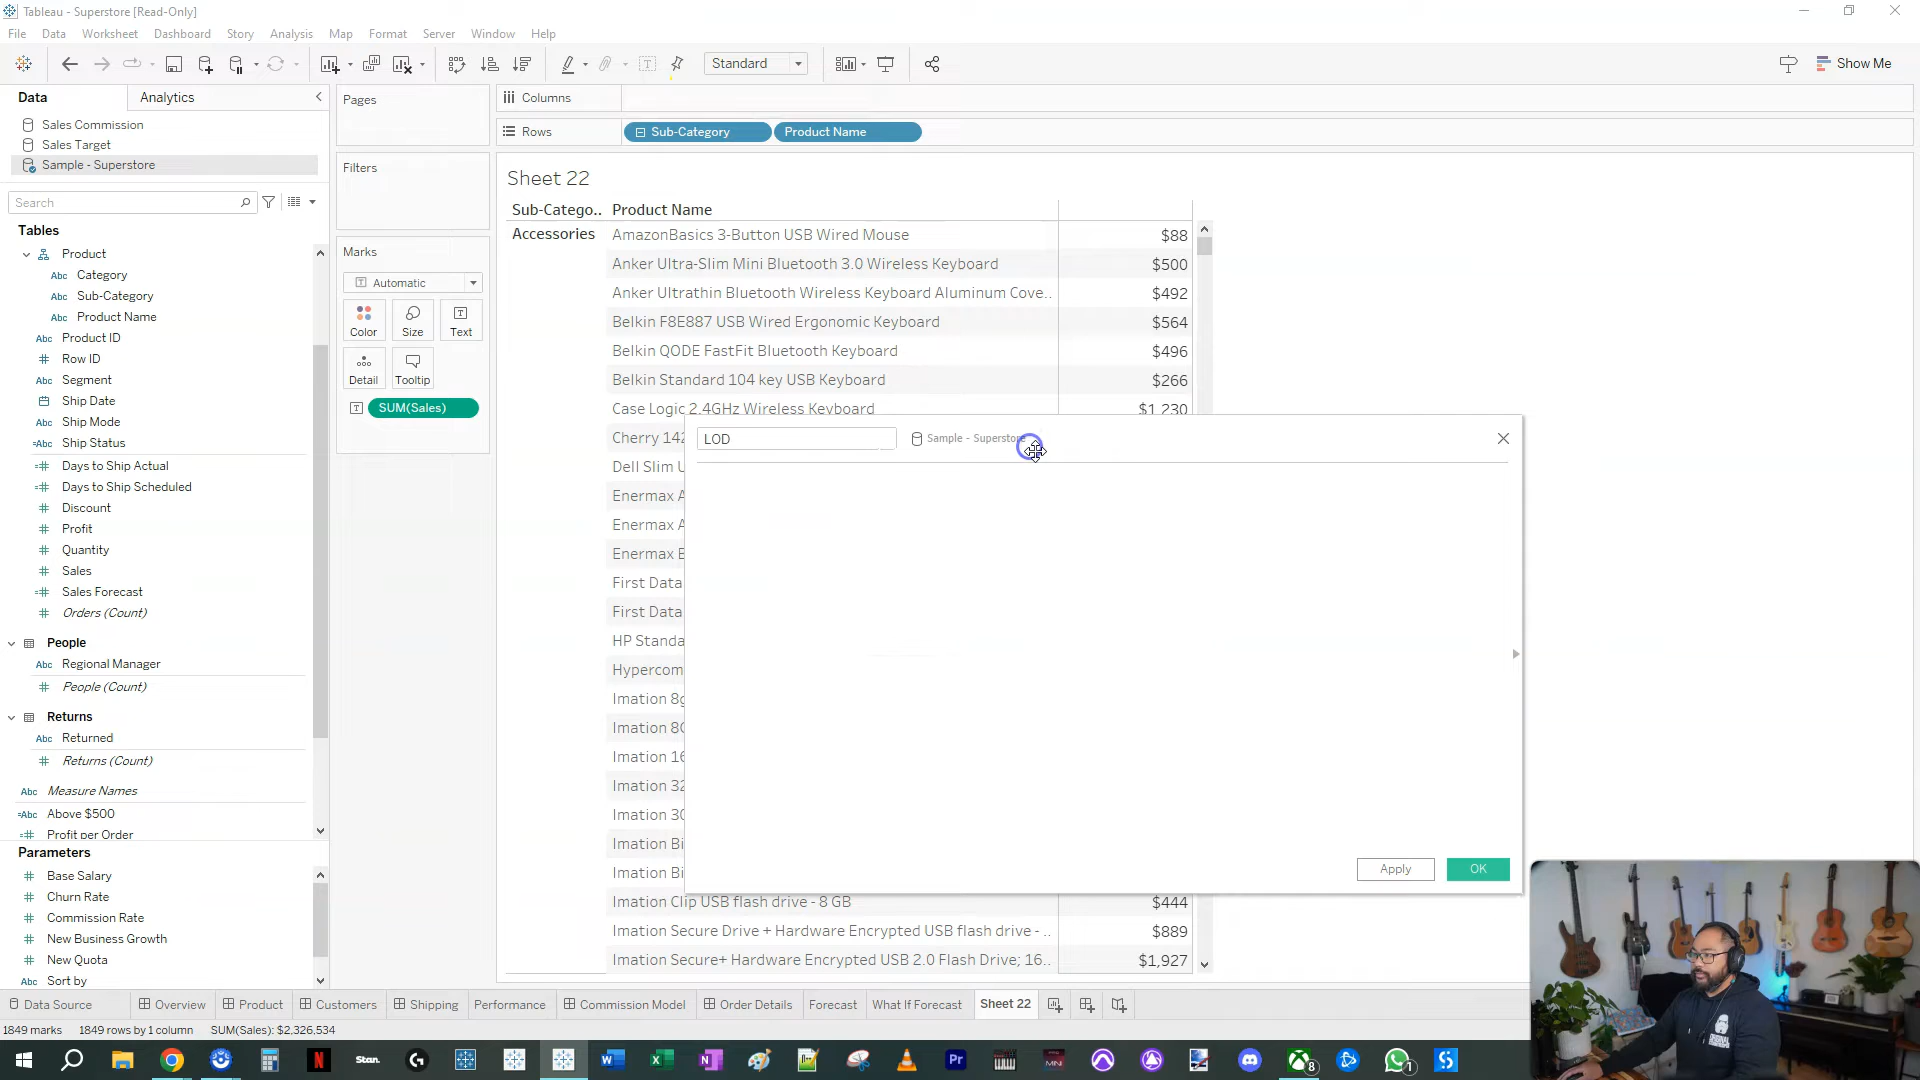 Tableau - Superstore [Read-Only]
File Data Worksheet Dashboard Story Analysis Map Format Server Window Help
Standard
Show Me
Data Analytics
Sales Commission
Sales Target
Sample - Superstore
Search
Tables
Product
Category
Sub-Category
Product Name
Product ID
Row ID
Segment
Ship Date
Ship Mode
Ship Status
Days to Ship Actual
Days to Ship Scheduled
Discount
Profit
Quantity
Sales
Sales Forecast
Orders (Count)
People
Regional Manager
People (Count)
Returns
Returned
Returns (Count)
Measure Names
Above $500
Profit per Order
Parameters
Base Salary
Churn Rate
Commission Rate
New Business Growth
New Quota
Sort by
Pages
Filters
Marks
Automatic
Color Size Text
Detail Tooltip
SUM(Sales)
Columns
Rows Sub-Category Product Name
Sheet 22
Sub-Catego.. Product Name
Accessories AmazonBasics 3-Button USB Wired Mouse $88
Anker Ultra-Slim Mini Bluetooth 3.0 Wireless Keyboard $500
Anker Ultrathin Bluetooth Wireless Keyboard Aluminum Cove.. $492
Belkin F8E887 USB Wired Ergonomic Keyboard $564
Belkin QODE FastFit Bluetooth Keyboard $496
Belkin Standard 104 key USB Keyboard $266
Case Logic 2.4GHz Wireless Keyboard $1,230
Cherry 142
Dell Slim U
Enermax A
Enermax A
Enermax B
First Data
First Data
HP Standa
Hypercom
Imation 8g
Imation 8G
Imation 16
Imation 32
Imation 30
Imation Bi
Imation Bi
Imation Clip USB flash drive - 8 GB $444
Imation Secure Drive + Hardware Encrypted USB flash drive - .. $889
Imation Secure+ Hardware Encrypted USB 2.0 Flash Drive; 16.. $1,927
LOD Sample - Superstore
Apply OK
Data Source Overview Product Customers Shipping Performance Commission Model Order Details Forecast What If Forecast Sheet 22
1849 marks 1849 rows by 1 column SUM(Sales): $2,326,534